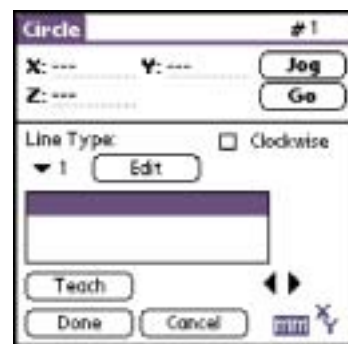 Circle #1
X: --- Y: --- Jog
Z: --- Go
Line Type: Clockwise
1 Edit
Teach
Done Cancel mm X Y